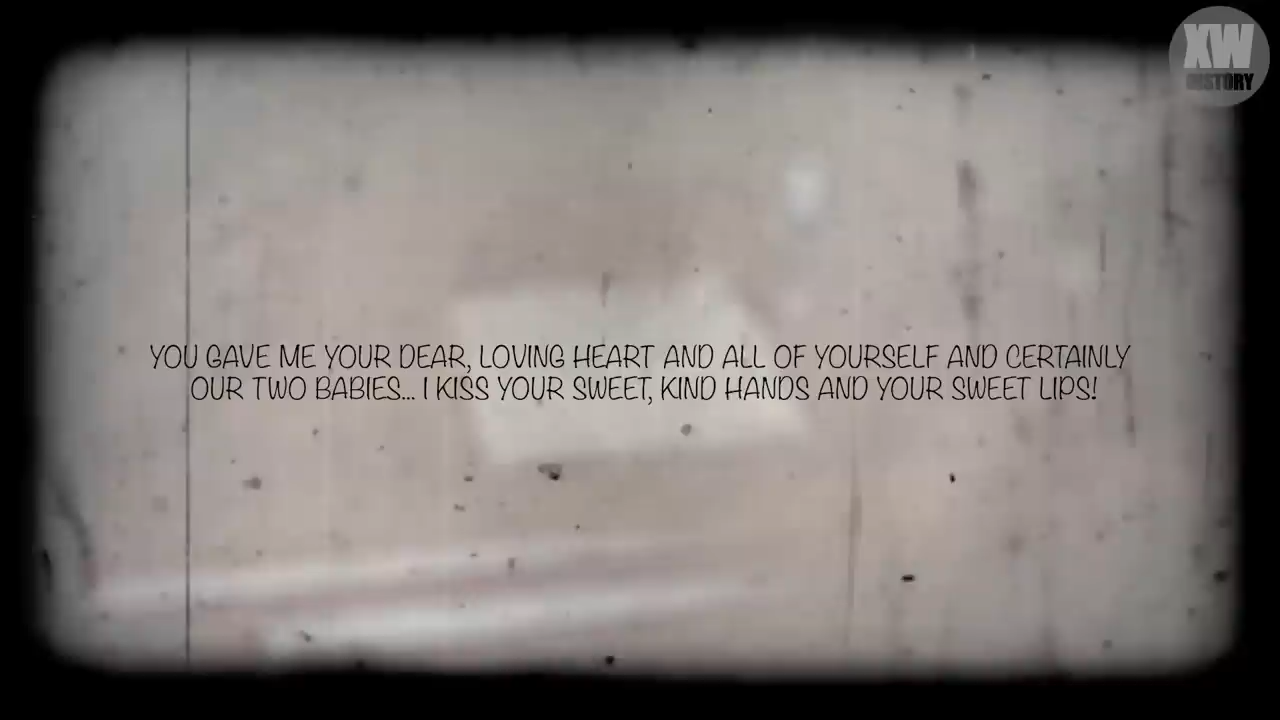 XW
HISTORY
YOU GAVE ME YOUR DEAR, LOVING HEART AND ALL OF YOURSELF AND CERTAINLY
OUR TWO BABIES... I KISS YOUR SWEET, KIND HANDS AND YOUR SWEET LIPS!